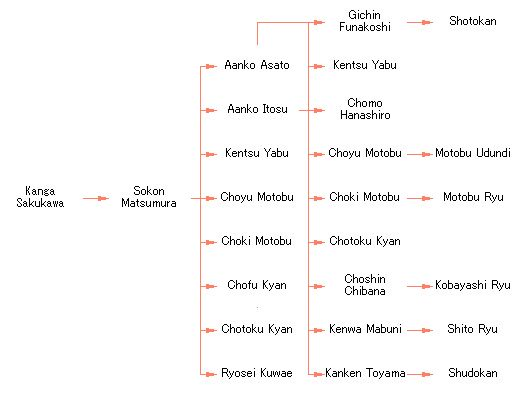 Gichin
Funakoshi
Shotokan
Aanko Asato
Kentsu Yabu
Aanko Itosu
Chomo
Hanashiro
Kentsu Yabu
Choyu Motobu
Motobu Udundi
Kanga
Sakukawa
Sokon
Matsumura
Choyu Motobu
Choki Motobu
Motobu Ryu
Choki Motobu
Chotoku Kyan
Chofu Kyan
Choshin
Chibana
Kobayashi Ryu
Chotoku Kyan
Kenwa Mabuni
Shito Ryu
Ryosei Kuwae
Kanken Toyama
Shudokan